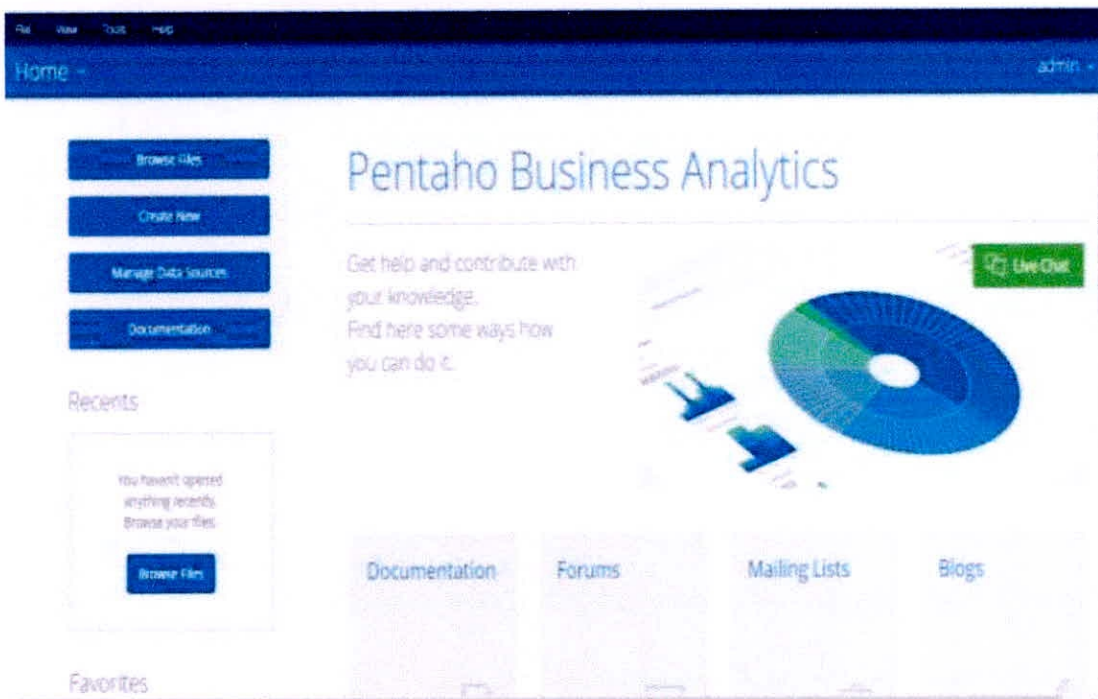 File View Tools Help
Home
admin
Browse Files
Create New
Manage Data Sources
Documentation
Pentaho Business Analytics
Get help and contribute with
your knowledge.
Find here some ways how
you can do it.
Live Chat
Recents
You haven't opened
anything recently.
Browse your files.
Browse Files
Documentation
Forums
Mailing Lists
Blogs
Favorites